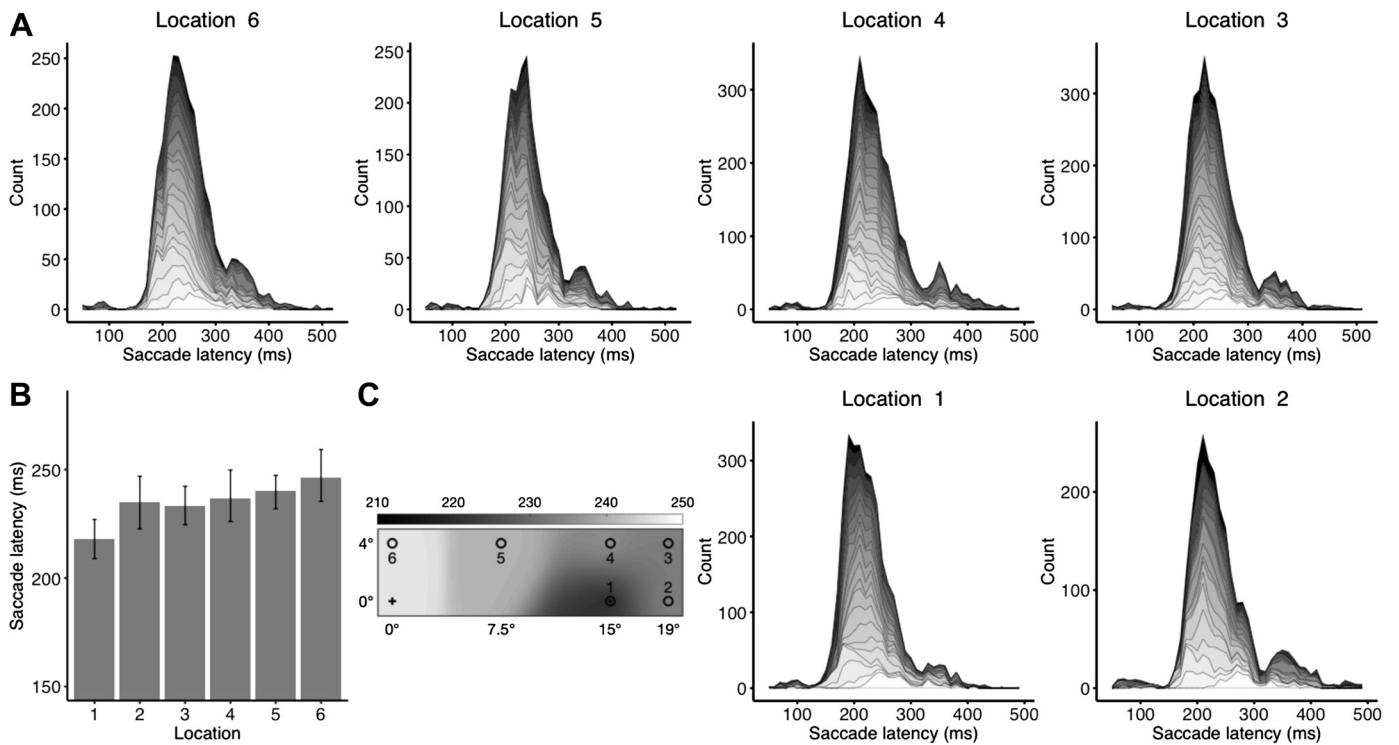 A
Location 6
Location 5
Location 4
Location 3
250
200
150
100
50
0
Count
100 200 300 400 500
Saccade latency (ms)
250
200
150
100
50
0
Count
100 200 300 400 500
Saccade latency (ms)
300
200
100
0
Count
100 200 300 400 500
Saccade latency (ms)
300
200
100
0
Count
100 200 300 400 500
Saccade latency (ms)
B
250
200
150
Saccade latency (ms)
1 2 3 4 5 6
Location
C
210 220 230 240 250
4°
6 5 4 3
1 2
0°
0° 7.5° 15° 19°
Location 1
Location 2
300
200
100
0
Count
100 200 300 400 500
Saccade latency (ms)
200
100
0
Count
100 200 300 400 500
Saccade latency (ms)